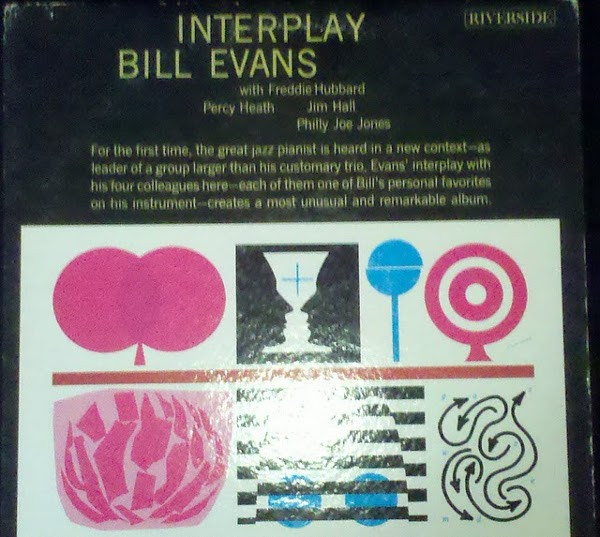 INTERPLAY
RIVERSIDE
BILL EVANS
with Freddie Hubbard
Percy Heath Jim Hall
Philly Joe Jones
For the first time, the great jazz pianist is heard in a new context—as
leader of a group larger than his customary trio. Evans' interplay with
his four colleagues here—each of them one of Bill's personal favorites
on his instrument—creates a most unusual and remarkable album.